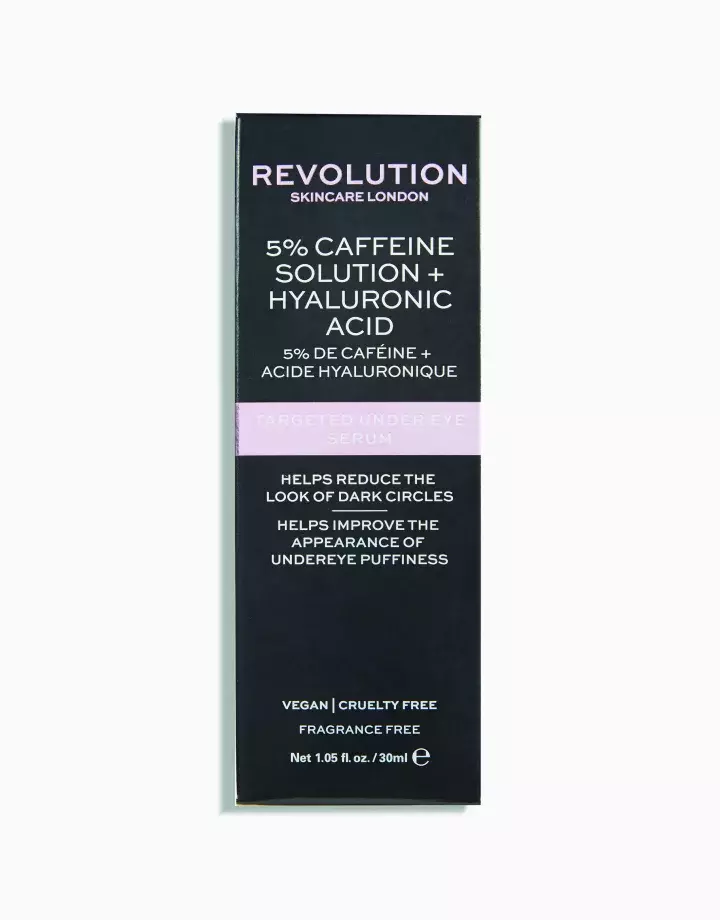 REVOLUTION
SKINCARE LONDON
5% CAFFEINE
SOLUTION +
HYALURONIC
ACID
5% DE CAFÉINE +
ACIDE HYALURONIQUE
TARGETED UNDER EYE
SERUM
HELPS REDUCE THE
LOOK OF DARK CIRCLES
HELPS IMPROVE THE
APPEARANCE OF
UNDEREYE PUFFINESS
VEGAN | CRUELTY FREE
FRAGRANCE FREE
Net 1.05 fl. oz. / 30ml ℮